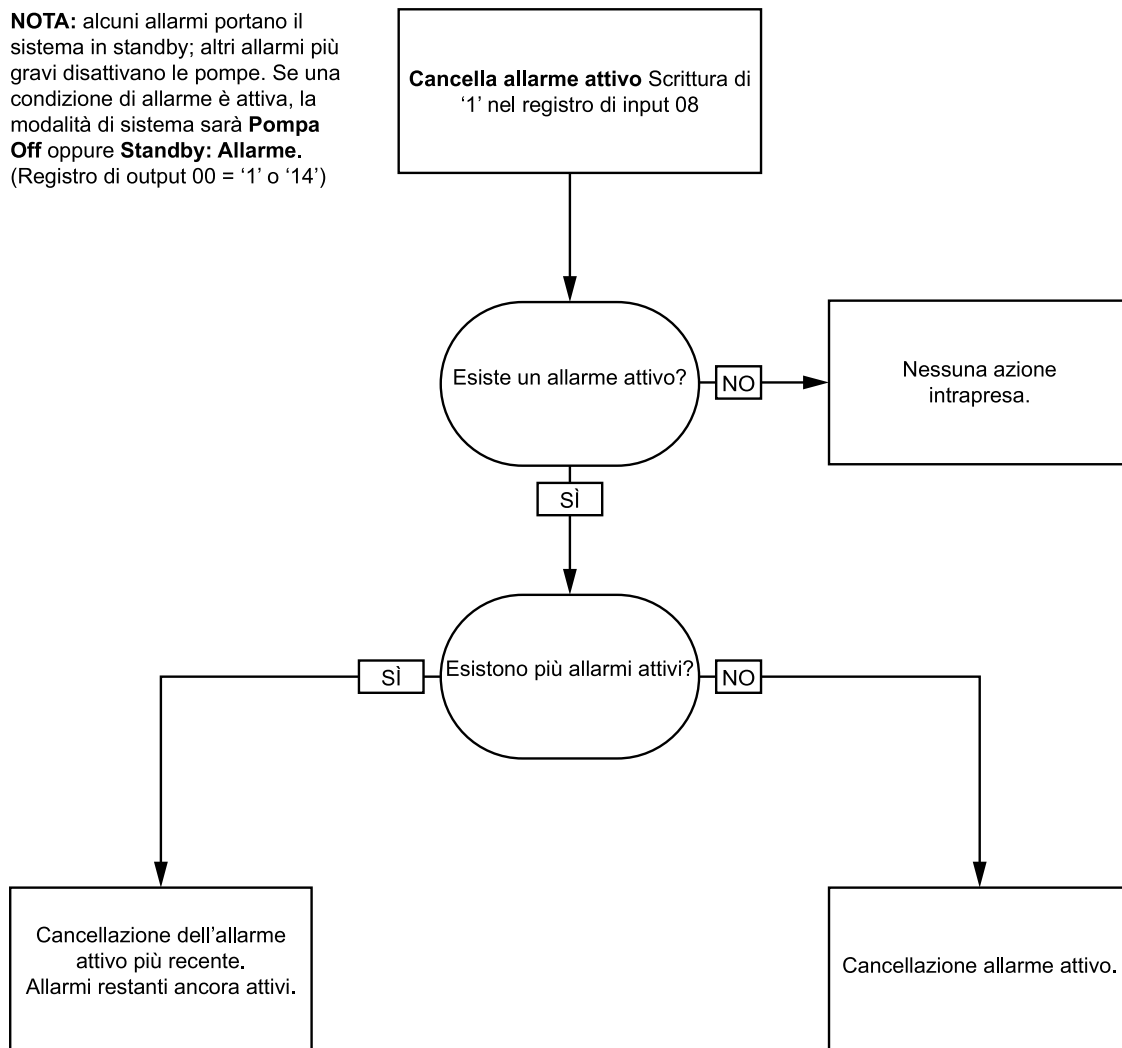 NOTA: alcuni allarmi portano il
sistema in standby; altri allarmi più
gravi disattivano le pompe. Se una
condizione di allarme è attiva, la
modalità di sistema sarà Pompa
Off oppure Standby: Allarme.
(Registro di output 00 = ‘1’ o ‘14’)
Cancella allarme attivo Scrittura di
‘1’ nel registro di input 08
Esiste un allarme attivo?
NO
Nessuna azione
intrapresa.
SÌ
Esistono più allarmi attivi?
SÌ
NO
Cancellazione dell’allarme
attivo più recente.
Allarmi restanti ancora attivi.
Cancellazione allarme attivo.